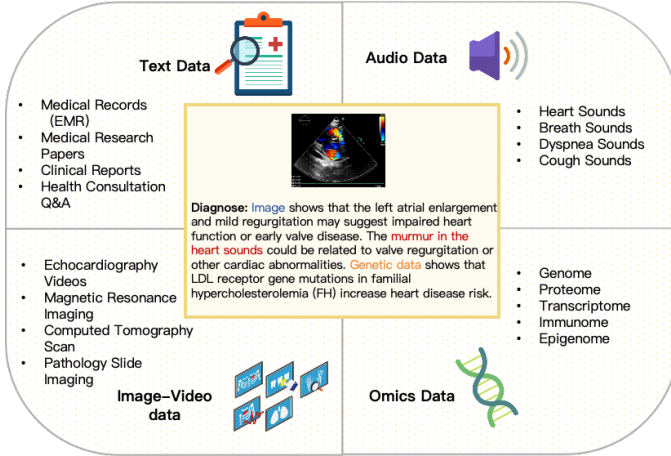 Text Data
• Medical Records
（EMR）
• Medical Research
Papers
• Clinical Reports
• Health Consultation
Q&A
Audio Data
• Heart Sounds
• Breath Sounds
• Dyspnea Sounds
• Cough Sounds
Diagnose: Image shows that the left atrial enlargement
and mild regurgitation may suggest impaired heart
function or early valve disease. The murmur in the
heart sounds could be related to valve regurgitation or
other cardiac abnormalities. Genetic data shows that
LDL receptor gene mutations in familial
hypercholesterolemia (FH) increase heart disease risk.
• Echocardiography
Videos
• Magnetic Resonance
Imaging
• Computed Tomography
Scan
• Pathology Slide
Imaging
Image–Video
data
• Genome
• Proteome
• Transcriptome
• Immunome
• Epigenome
Omics Data